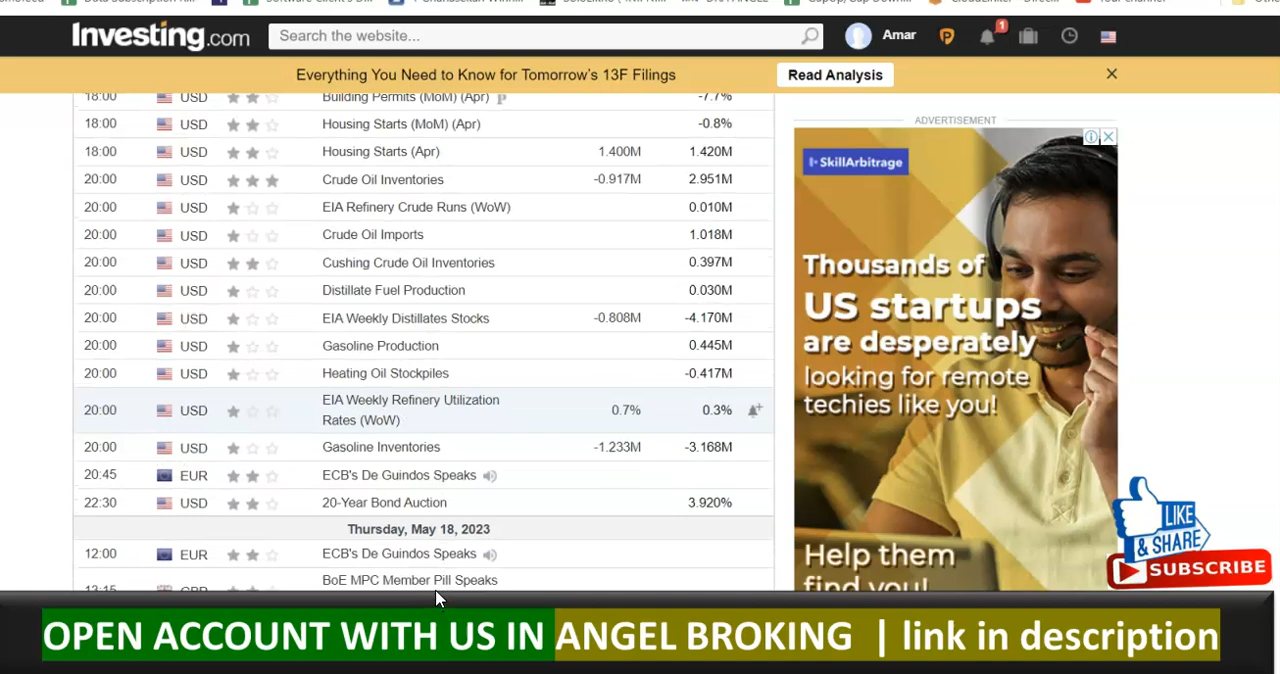 Investing.com
Search the website...
Amar
1
Everything You Need to Know for Tomorrow's 13F Filings
Read Analysis
18:00 USD Building Permits (MoM) (Apr) -7.7%
18:00 USD Housing Starts (MoM) (Apr) -0.8%
18:00 USD Housing Starts (Apr) 1.400M 1.420M
20:00 USD Crude Oil Inventories -0.917M 2.951M
20:00 USD EIA Refinery Crude Runs (WoW) 0.010M
20:00 USD Crude Oil Imports 1.018M
20:00 USD Cushing Crude Oil Inventories 0.397M
20:00 USD Distillate Fuel Production 0.030M
20:00 USD EIA Weekly Distillates Stocks -0.808M -4.170M
20:00 USD Gasoline Production 0.445M
20:00 USD Heating Oil Stockpiles -0.417M
20:00 USD EIA Weekly Refinery Utilization
Rates (WoW) 0.7% 0.3%
20:00 USD Gasoline Inventories -1.233M -3.168M
20:45 EUR ECB's De Guindos Speaks
22:30 USD 20-Year Bond Auction 3.920%
Thursday, May 18, 2023
12:00 EUR ECB's De Guindos Speaks
BoE MPC Member Pill Speaks
ADVERTISEMENT
SkillArbitrage
Thousands of
US startups
are desperately
looking for remote
techies like you!
Help them
find you!
LIKE
& SHARE
SUBSCRIBE
OPEN ACCOUNT WITH US IN ANGEL BROKING | link in description